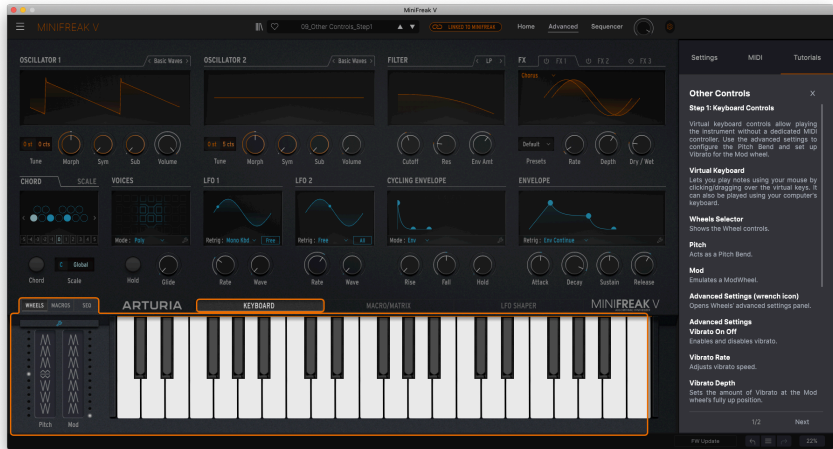 MiniFreak V
MINIFREAK V
09_Other Controls_Step1
LINKED TO MINIFREAK
Home
Advanced
Sequencer
OSCILLATOR 1
Basic Waves
OSCILLATOR 2
Basic Waves
FILTER
LP
FX
FX 1
FX 2
FX 3
Chorus
0 st 0 cts
Tune
Morph
Sym
Sub
Volume
0 st 5 cts
Tune
Morph
Sym
Sub
Volume
Cutoff
Res
Env Amt
Default
Presets
Rate
Depth
Dry / Wet
CHORD
SCALE
VOICES
LFO 1
LFO 2
CYCLING ENVELOPE
ENVELOPE
Mode : Poly
Retrig : Mono Kbd
Free
Retrig : Free
Mode : Env
Retrig : Env Continue
C
Global
Chord
Scale
Hold
Glide
Rate
Wave
Rate
Wave
Rise
Fall
Hold
Attack
Decay
Sustain
Release
WHEELS
MACROS
SEQ
ARTURIA
KEYBOARD
MACRO/MATRIX
LFO SHAPER
MINIFREAK V
Pitch
Mod
Settings
MIDI
Tutorials
Other Controls
X
Step 1: Keyboard Controls
Virtual keyboard controls allow playing
the instrument without a dedicated MIDI
controller. Use the advanced settings to
configure the Pitch Bend and set up
Vibrato for the Mod wheel.
Virtual Keyboard
Lets you play notes using your mouse by
clicking/dragging over the virtual keys. It
can also be played using your computer's
keyboard.
Wheels Selector
Shows the Wheel controls.
Pitch
Acts as a Pitch Bend.
Mod
Emulates a ModWheel.
Advanced Settings (wrench icon)
Opens Wheels' advanced settings panel.
Advanced Settings
Vibrato On Off
Enables and disables vibrato.
Vibrato Rate
Adjusts vibrato speed.
Vibrato Depth
Sets the amount of Vibrato at the Mod
wheel's fully up position.
1/2
Next
FW Update
22%